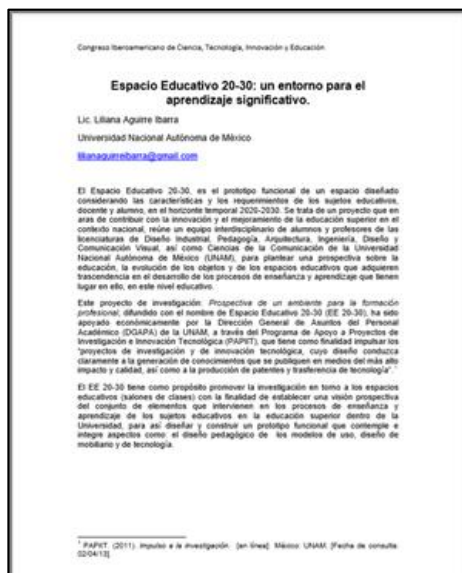 Congreso Iberoamericano de Ciencia, Tecnología, Innovación y Educación
Espacio Educativo 20-30: un entorno para el
aprendizaje significativo.
Lic. Liliana Aguirre Ibarra
Universidad Nacional Autónoma de México
lilianaguirreibarra@gmail.com
El Espacio Educativo 20-30, es el prototipo funcional de un espacio diseñado
considerando las características y los requerimientos de los sujetos educativos,
docente y alumno, en el horizonte temporal 2020-2030. Se trata de un proyecto que en
aras de contribuir con la innovación y el mejoramiento de la educación superior en el
contexto nacional, reúne un equipo interdisciplinario de alumnos y profesores de las
licenciaturas de Diseño Industrial, Pedagogía, Arquitectura, Ingeniería, Diseño y
Comunicación Visual, así como Ciencias de la Comunicación de la Universidad
Nacional Autónoma de México (UNAM), para plantear una prospectiva sobre la
educación, la evolución de los objetos y de los espacios educativos que adquieren
trascendencia en el desarrollo de los procesos de enseñanza y aprendizaje que tienen
lugar en ello, en este nivel educativo.
Este proyecto de investigación: Prospectiva de un ambiente para la formación
profesional, difundido con el nombre de Espacio Educativo 20-30 (EE 20-30), ha sido
apoyado económicamente por la Dirección General de Asuntos del Personal
Académico (DGAPA) de la UNAM, a través del Programa de Apoyo a Proyectos de
Investigación e Innovación Tecnológica (PAPIIT), que tiene como finalidad impulsar los
"proyectos de investigación y de innovación tecnológica, cuyo diseño conduzca
claramente a la generación de conocimientos que se publiquen en medios del más alto
impacto y calidad, así como a la producción de patentes y trasferencia de tecnología". 1
El EE 20-30 tiene como propósito promover la investigación en torno a los espacios
educativos (salones de clases) con la finalidad de establecer una visión prospectiva
del conjunto de elementos que intervienen en los procesos de enseñanza y
aprendizaje de los sujetos educativos en la educación superior dentro de la
Universidad, para así diseñar y construir un prototipo funcional que contemple e
integre aspectos como: el diseño pedagógico de los modelos de uso, diseño de
mobiliario y de tecnología.
1 PAPIIT. (2011). Impulso a la investigación. [en línea]. México: UNAM. [Fecha de consulta:
02/04/13].